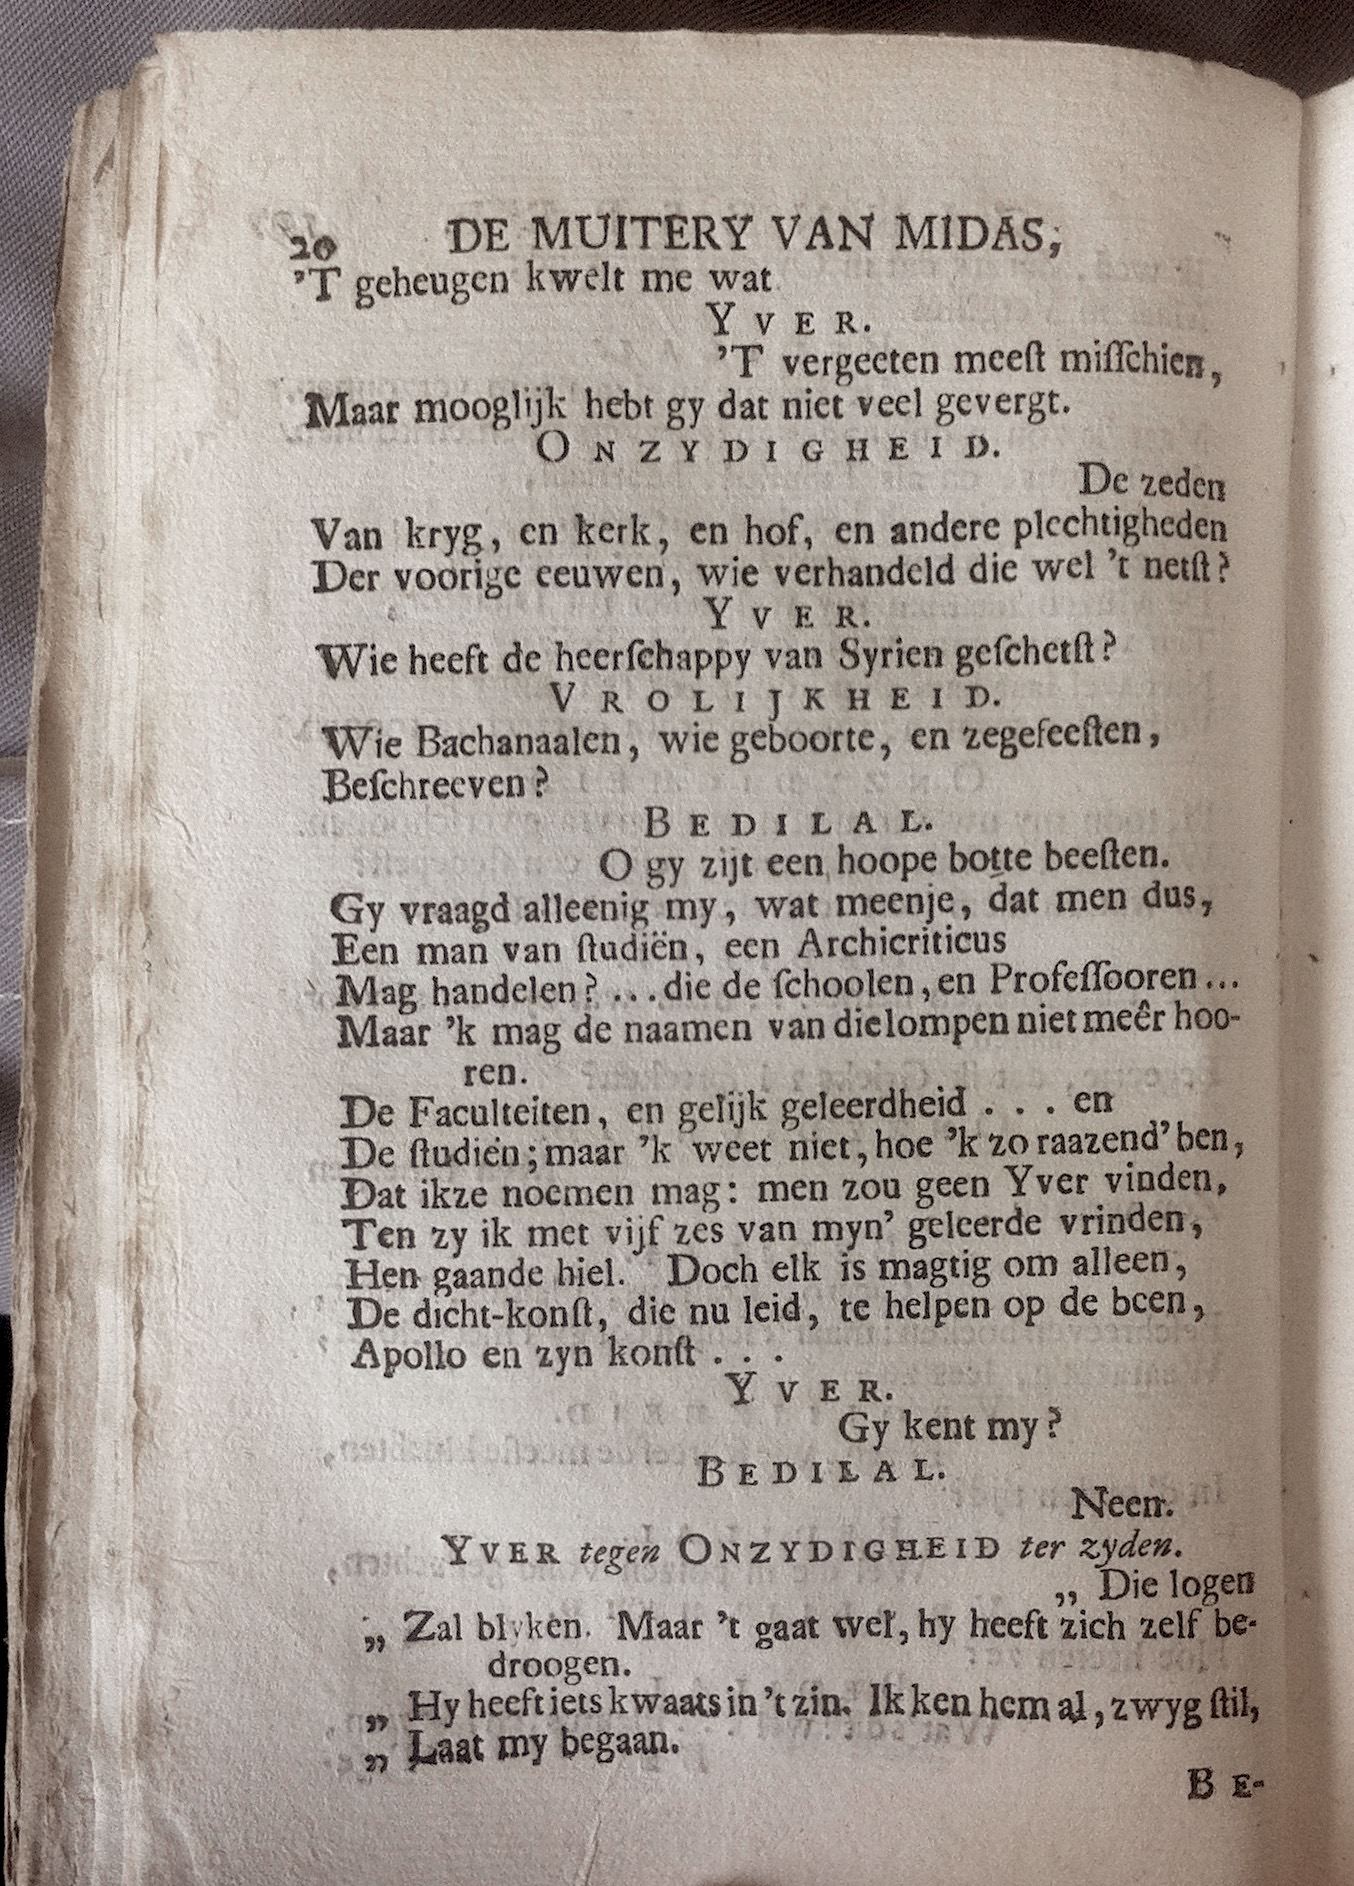 20 DE MUITERY VAN MIDAS,
'T geheugen kwelt me wat
YVER.
'T vergeeten meeſt miſſchien,
Maar mooglijk hebt gy dat niet veel gevergt.
ONZYDIGHEID.
De zeden
Van kryg, en kerk, en hof, en andere plechtigheden
Der voorige eeuwen, wie verhandeld die wel 't netſt?
YVER.
Wie heeft de heerſchappy van Syrien geſchetſt?
VROLIJKHEID.
Wie Bachanaalen, wie geboorte, en zegefeeſten,
Beſchreeven?
BEDILAL.
O gy zijt een hoope botte beeſten.
Gy vraagd alleenig my, wat meenje, dat men dus,
Een man van ſtudiën, een Archicriticus
Mag handelen? ...die de ſchoolen, en Profeſſooren...
Maar 'k mag de naamen van die lompen niet meêr hoo-
ren.
De Faculteiten, en gelijk geleerdheid . . . en
De ſtudiën; maar 'k weet niet, hoe 'k zo raazend' ben,
Dat ikze noemen mag: men zou geen Yver vinden,
Ten zy ik met vijf zes van myn' geleerde vrinden,
Hen gaande hiel. Doch elk is magtig om alleen,
De dicht-konſt, die nu leid, te helpen op de been,
Apollo en zyn konſt . . .
YVER.
Gy kent my?
BEDILAL.
Neen.
YVER tegen ONZYDIGHEID ter zyden.
„ Die logen
„ Zal blyken. Maar 't gaat wel, hy heeft zich zelf be-
droogen.
„ Hy heeft iets kwaats in 't zin. Ik ken hem al, zwyg ſtil,
„ Laat my begaan.
BE-